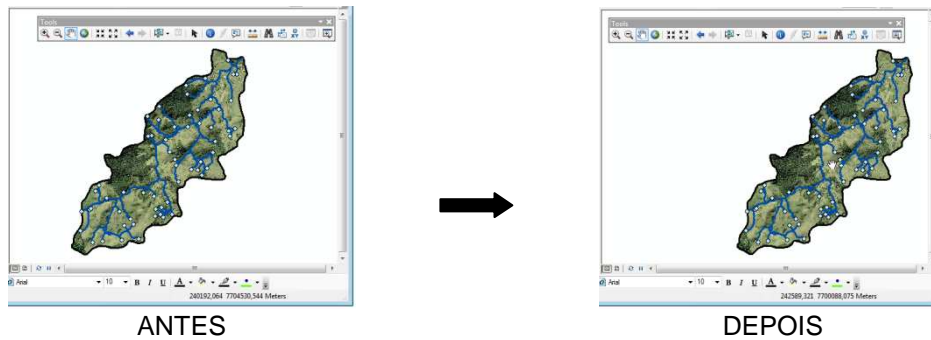 Tools
Tools
Arial 10 B I U A
240192,064 7704530,544 Meters
Arial 10 B I U A
242589,321 7700088,075 Meters
ANTES
DEPOIS